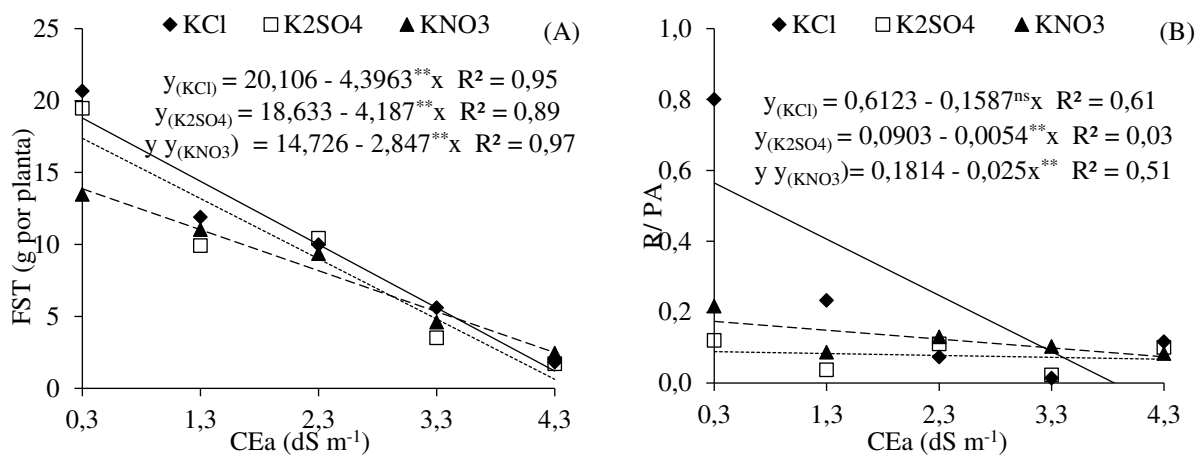 ◆ KCl □ K2SO4 ▲ KNO3 (A)
y(KCl) = 20,106 - 4,3963**x R² = 0,95
y(K2SO4) = 18,633 - 4,187**x R² = 0,89
y y(KNO3) = 14,726 - 2,847**x R² = 0,97
FST (g por planta)
25
20
15
10
5
0
0,3 1,3 2,3 3,3 4,3
CEa (dS m-1)
◆ KCl □ K2SO4 ▲ KNO3 (B)
y(KCl) = 0,6123 - 0,1587nsx R² = 0,61
y(K2SO4) = 0,0903 - 0,0054**x R² = 0,03
y y(KNO3)= 0,1814 - 0,025x** R² = 0,51
R/ PA
1,0
0,8
0,6
0,4
0,2
0,0
0,3 1,3 2,3 3,3 4,3
CEa (dS m-1)